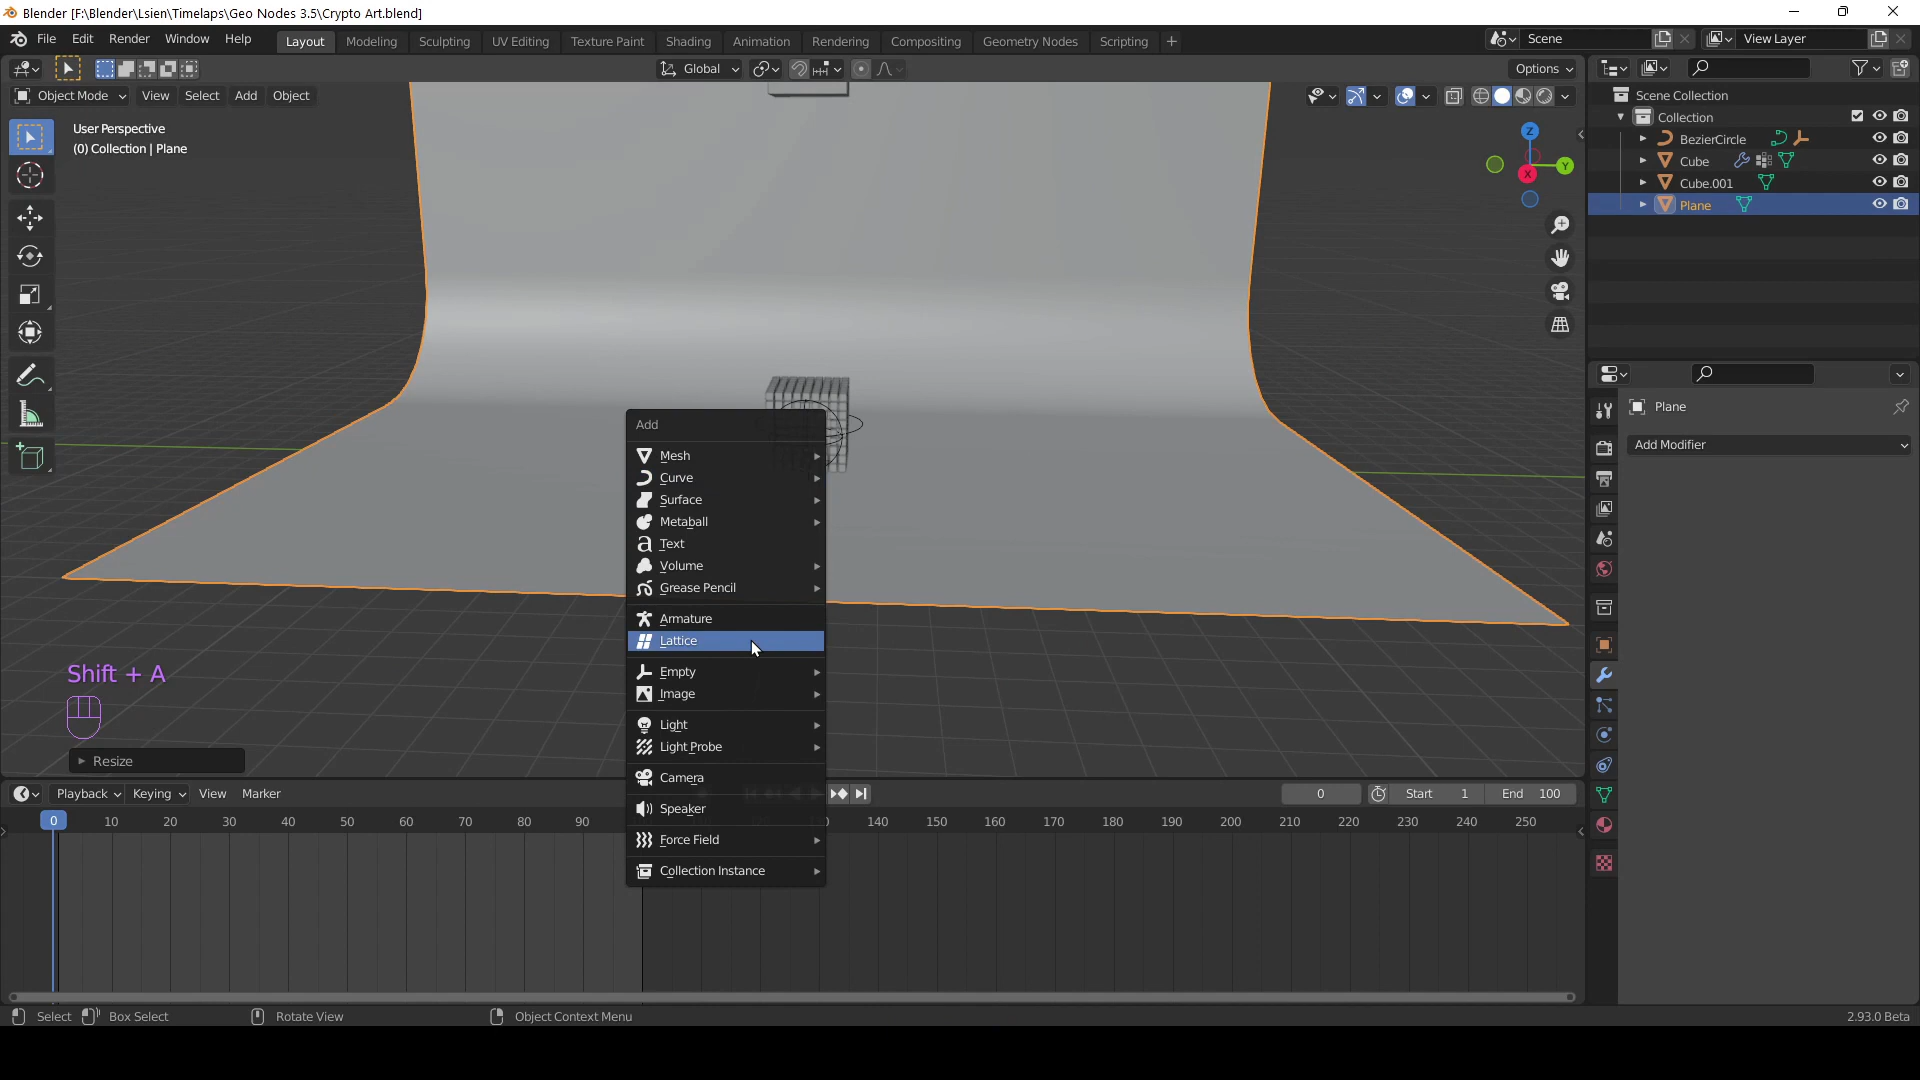 Blender [F:\Blender\Lsien\Timelaps\Geo Nodes 3.5\Crypto Art.blend]
File Edit Render Window Help Layout Modeling Sculpting UV Editing Texture Paint Shading Animation Rendering Compositing Geometry Nodes Scripting + Scene View Layer
Global Options
Object Mode View Select Add Object
User Perspective
(0) Collection | Plane
Z
Y
X
Scene Collection
Collection
BezierCircle
Cube
Cube.001
Plane
Plane
Add Modifier
Add
Mesh
Curve
Surface
Metaball
Text
Volume
Grease Pencil
Armature
Lattice
Empty
Image
Light
Light Probe
Camera
Speaker
Force Field
Collection Instance
Shift + A
Resize
Playback Keying View Marker 0 Start 1 End 100
0 10 20 30 40 50 60 70 80 90 140 150 160 170 180 190 200 210 220 230 240 250
Select Box Select Rotate View Object Context Menu 2.93.0 Beta